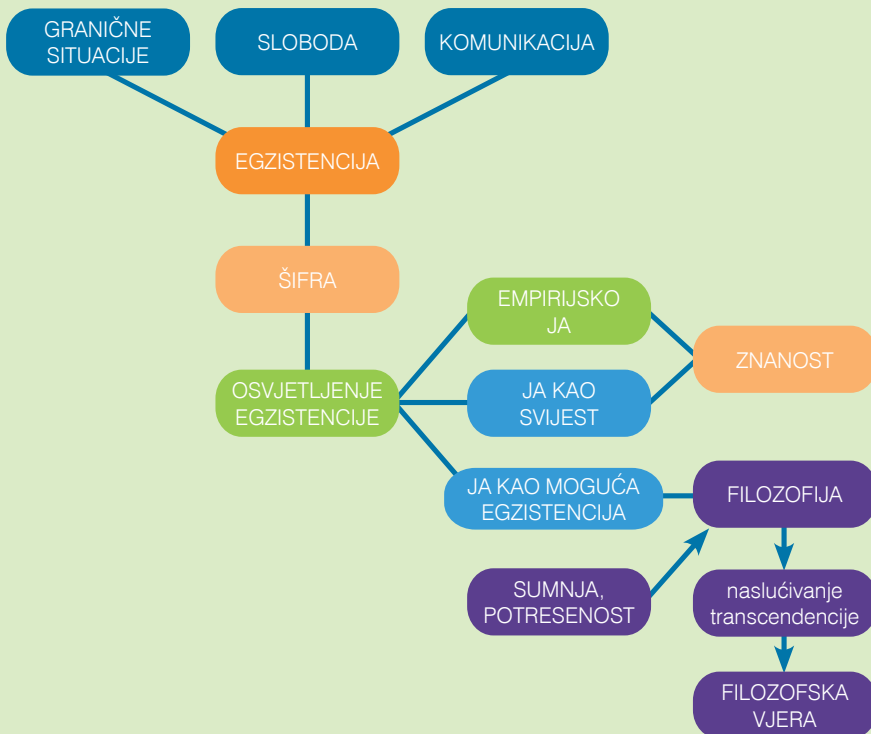 GRANIČNE
SITUACIJE
SLOBODA
KOMUNIKACIJA
EGZISTENCIJA
ŠIFRA
EMPIRIJSKO
JA
ZNANOST
OSVJETLJENJE
EGZISTENCIJE
JA KAO
SVIJEST
JA KAO MOGUĆA
EGZISTENCIJA
FILOZOFIJA
SUMNJA,
POTRESENOST
naslućivanje
transcendencije
FILOZOFSKA
VJERA